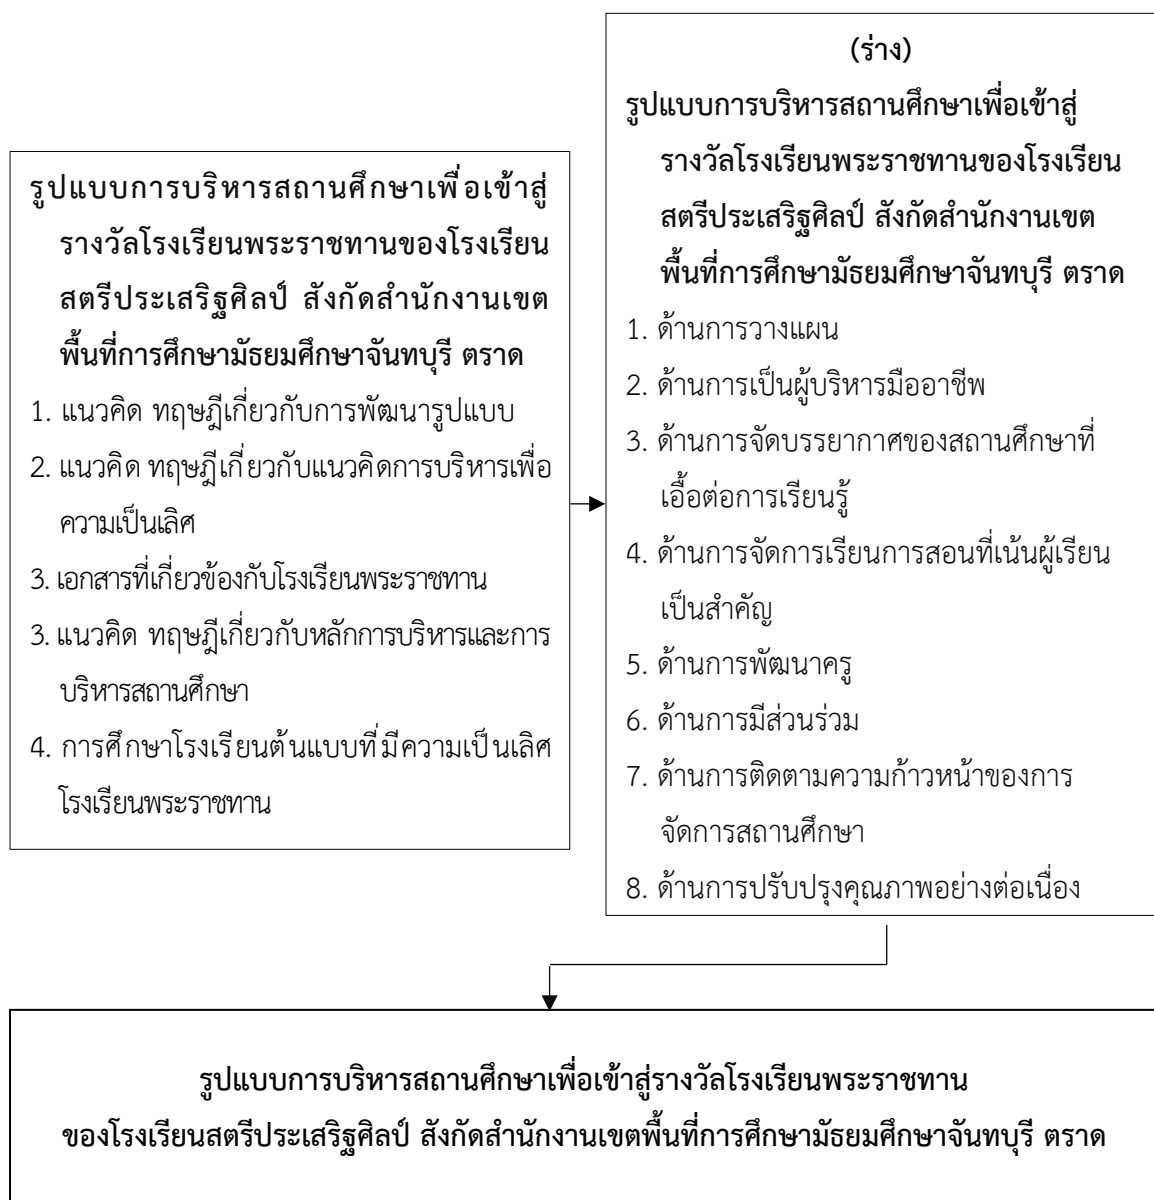 รูปแบบการบริหารสถานศึกษาเพื่อเข้าสู่
รางวัลโรงเรียนพระราชทานของโรงเรียน
สตรีประเสริฐศิลป์ สังกัดสำนักงานเขต
พื้นที่การศึกษามัธยมศึกษาจันทบุรี ตราด
1. แนวคิด ทฤษฎีเกี่ยวกับการพัฒนารูปแบบ
2. แนวคิด ทฤษฎีเกี่ยวกับแนวคิดการบริหารเพื่อ
ความเป็นเลิศ
3. เอกสารที่เกี่ยวข้องกับโรงเรียนพระราชทาน
3. แนวคิด ทฤษฎีเกี่ยวกับหลักการบริหารและการ
บริหารสถานศึกษา
4. การศึกษาโรงเรียนต้นแบบที่มีความเป็นเลิศ
โรงเรียนพระราชทาน
(ร่าง)
รูปแบบการบริหารสถานศึกษาเพื่อเข้าสู่
รางวัลโรงเรียนพระราชทานของโรงเรียน
สตรีประเสริฐศิลป์ สังกัดสำนักงานเขต
พื้นที่การศึกษามัธยมศึกษาจันทบุรี ตราด
1. ด้านการวางแผน
2. ด้านการเป็นผู้บริหารมืออาชีพ
3. ด้านการจัดบรรยากาศของสถานศึกษาที่
เอื้อต่อการเรียนรู้
4. ด้านการจัดการเรียนการสอนที่เน้นผู้เรียน
เป็นสำคัญ
5. ด้านการพัฒนาครู
6. ด้านการมีส่วนร่วม
7. ด้านการติดตามความก้าวหน้าของการ
จัดการสถานศึกษา
8. ด้านการปรับปรุงคุณภาพอย่างต่อเนื่อง
รูปแบบการบริหารสถานศึกษาเพื่อเข้าสู่รางวัลโรงเรียนพระราชทาน
ของโรงเรียนสตรีประเสริฐศิลป์ สังกัดสำนักงานเขตพื้นที่การศึกษามัธยมศึกษาจันทบุรี ตราด